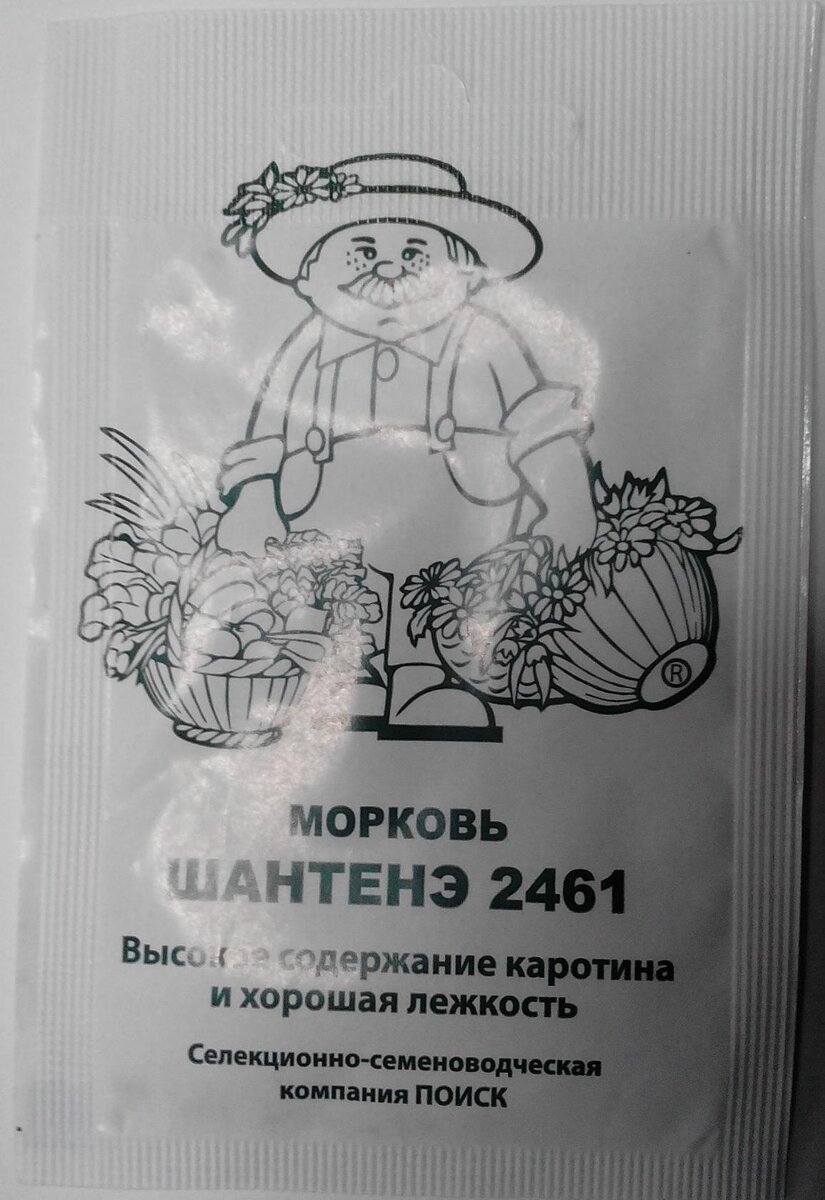 ®
МОРКОВЬ
ШАНТЕНЭ 2461
Высокое содержание каротина
и хорошая лежкость
Селекционно-семеноводческая
компания ПОИСК